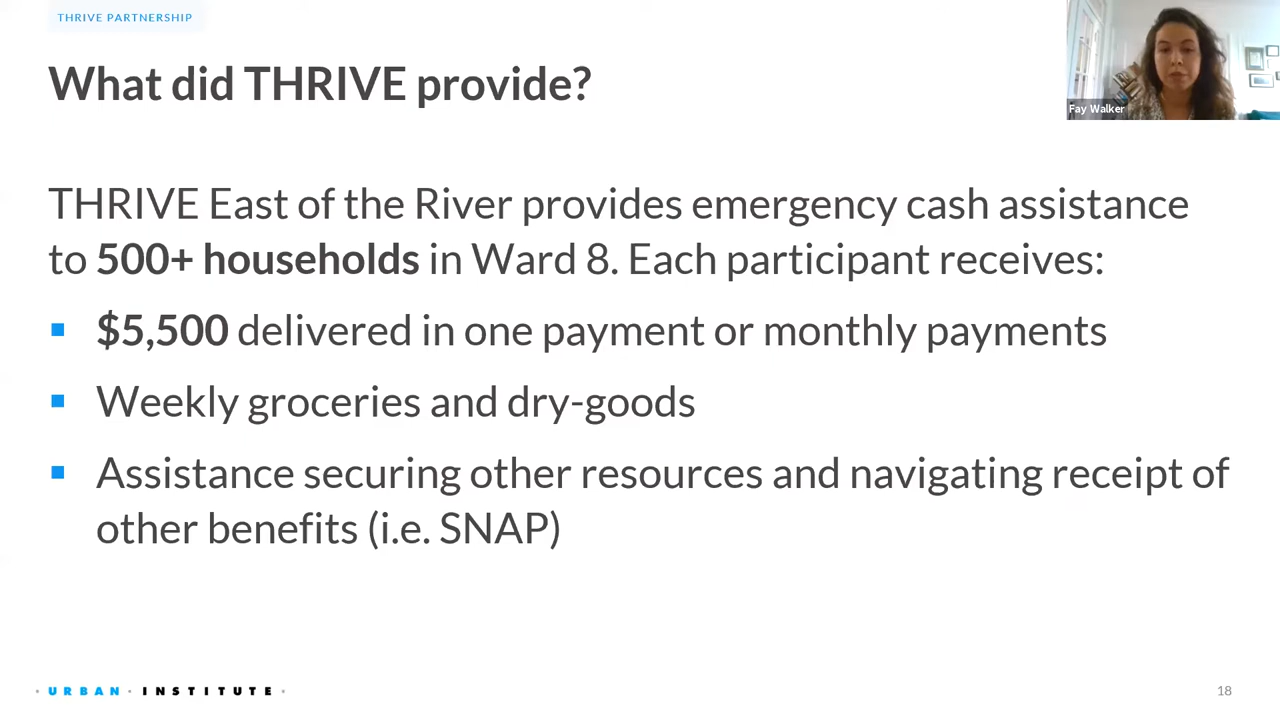 THRIVE PARTNERSHIP
What did THRIVE provide?
Fay Walker
THRIVE East of the River provides emergency cash assistance
to 500+ households in Ward 8. Each participant receives:
▪ $5,500 delivered in one payment or monthly payments
▪ Weekly groceries and dry-goods
▪ Assistance securing other resources and navigating receipt of
other benefits (i.e. SNAP)
· URBAN · INSTITUTE ·
18